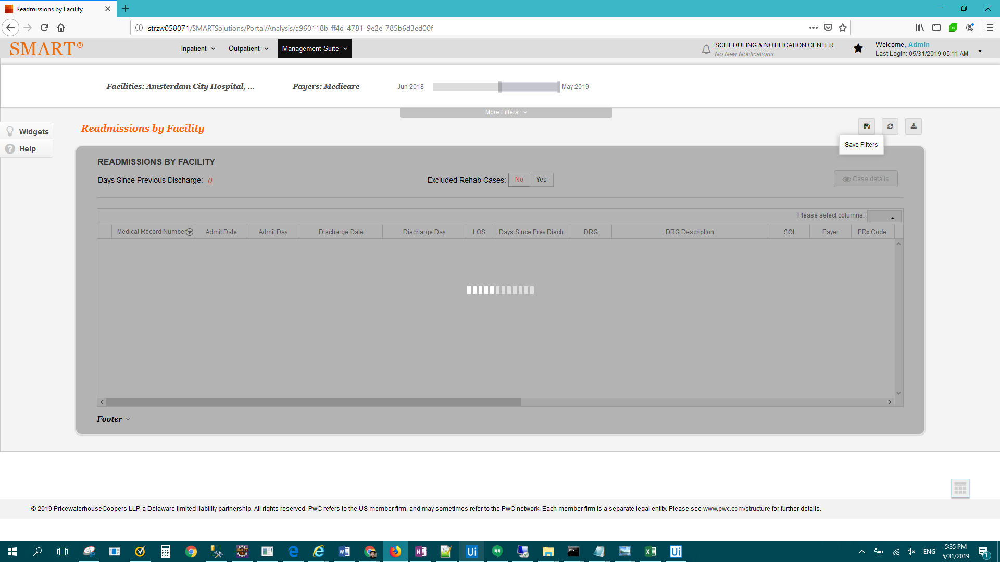 Readmissions by Facility
strzw058071/SMARTSolutions/Portal/Analysis/a960118b-ff4d-4781-9e2e-785b6d3ed00f
SMART®
Inpatient
Outpatient
Management Suite
SCHEDULING & NOTIFICATION CENTER
No New Notifications
Welcome, Admin
Last Login: 05/31/2019 05:11 AM
Facilities: Amsterdam City Hospital, ...
Payers: Medicare
Jun 2018
May 2019
More Filters
Widgets
Help
Readmissions by Facility
Save Filters
READMISSIONS BY FACILITY
Days Since Previous Discharge: 0
Excluded Rehab Cases: No Yes
Case details
Please select columns:
Medical Record Number Admit Date Admit Day Discharge Date Discharge Day LOS Days Since Prev Disch DRG DRG Description SOI Payer PDx Code
Footer
© 2019 PricewaterhouseCoopers LLP, a Delaware limited liability partnership. All rights reserved. PwC refers to the US member firm, and may sometimes refer to the PwC network. Each member firm is a separate legal entity. Please see www.pwc.com/structure for further details.
Ui
Ui
ENG
5:35 PM
5/31/2019
1